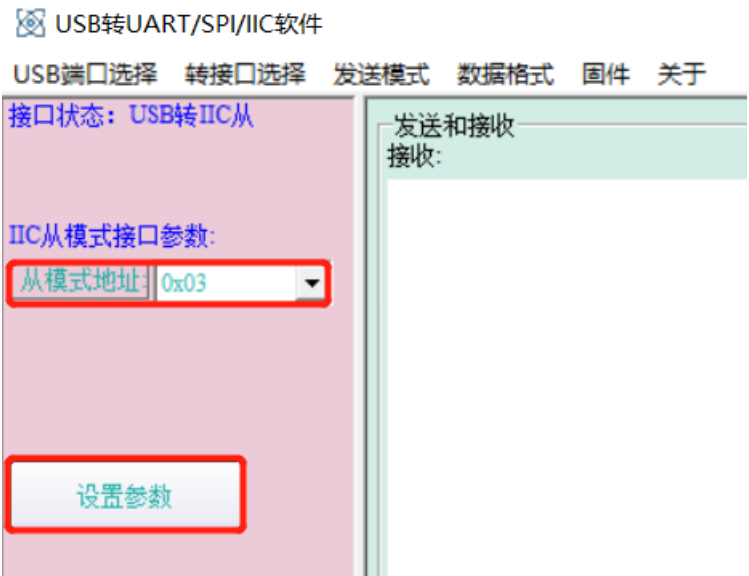 USB转UART/SPI/IIC软件
USB端口选择 转接口选择 发送模式 数据格式 固件 关于
接口状态：USB转IIC从
发送和接收
接收:
IIC从模式接口参数:
从模式地址: 0x03
设置参数